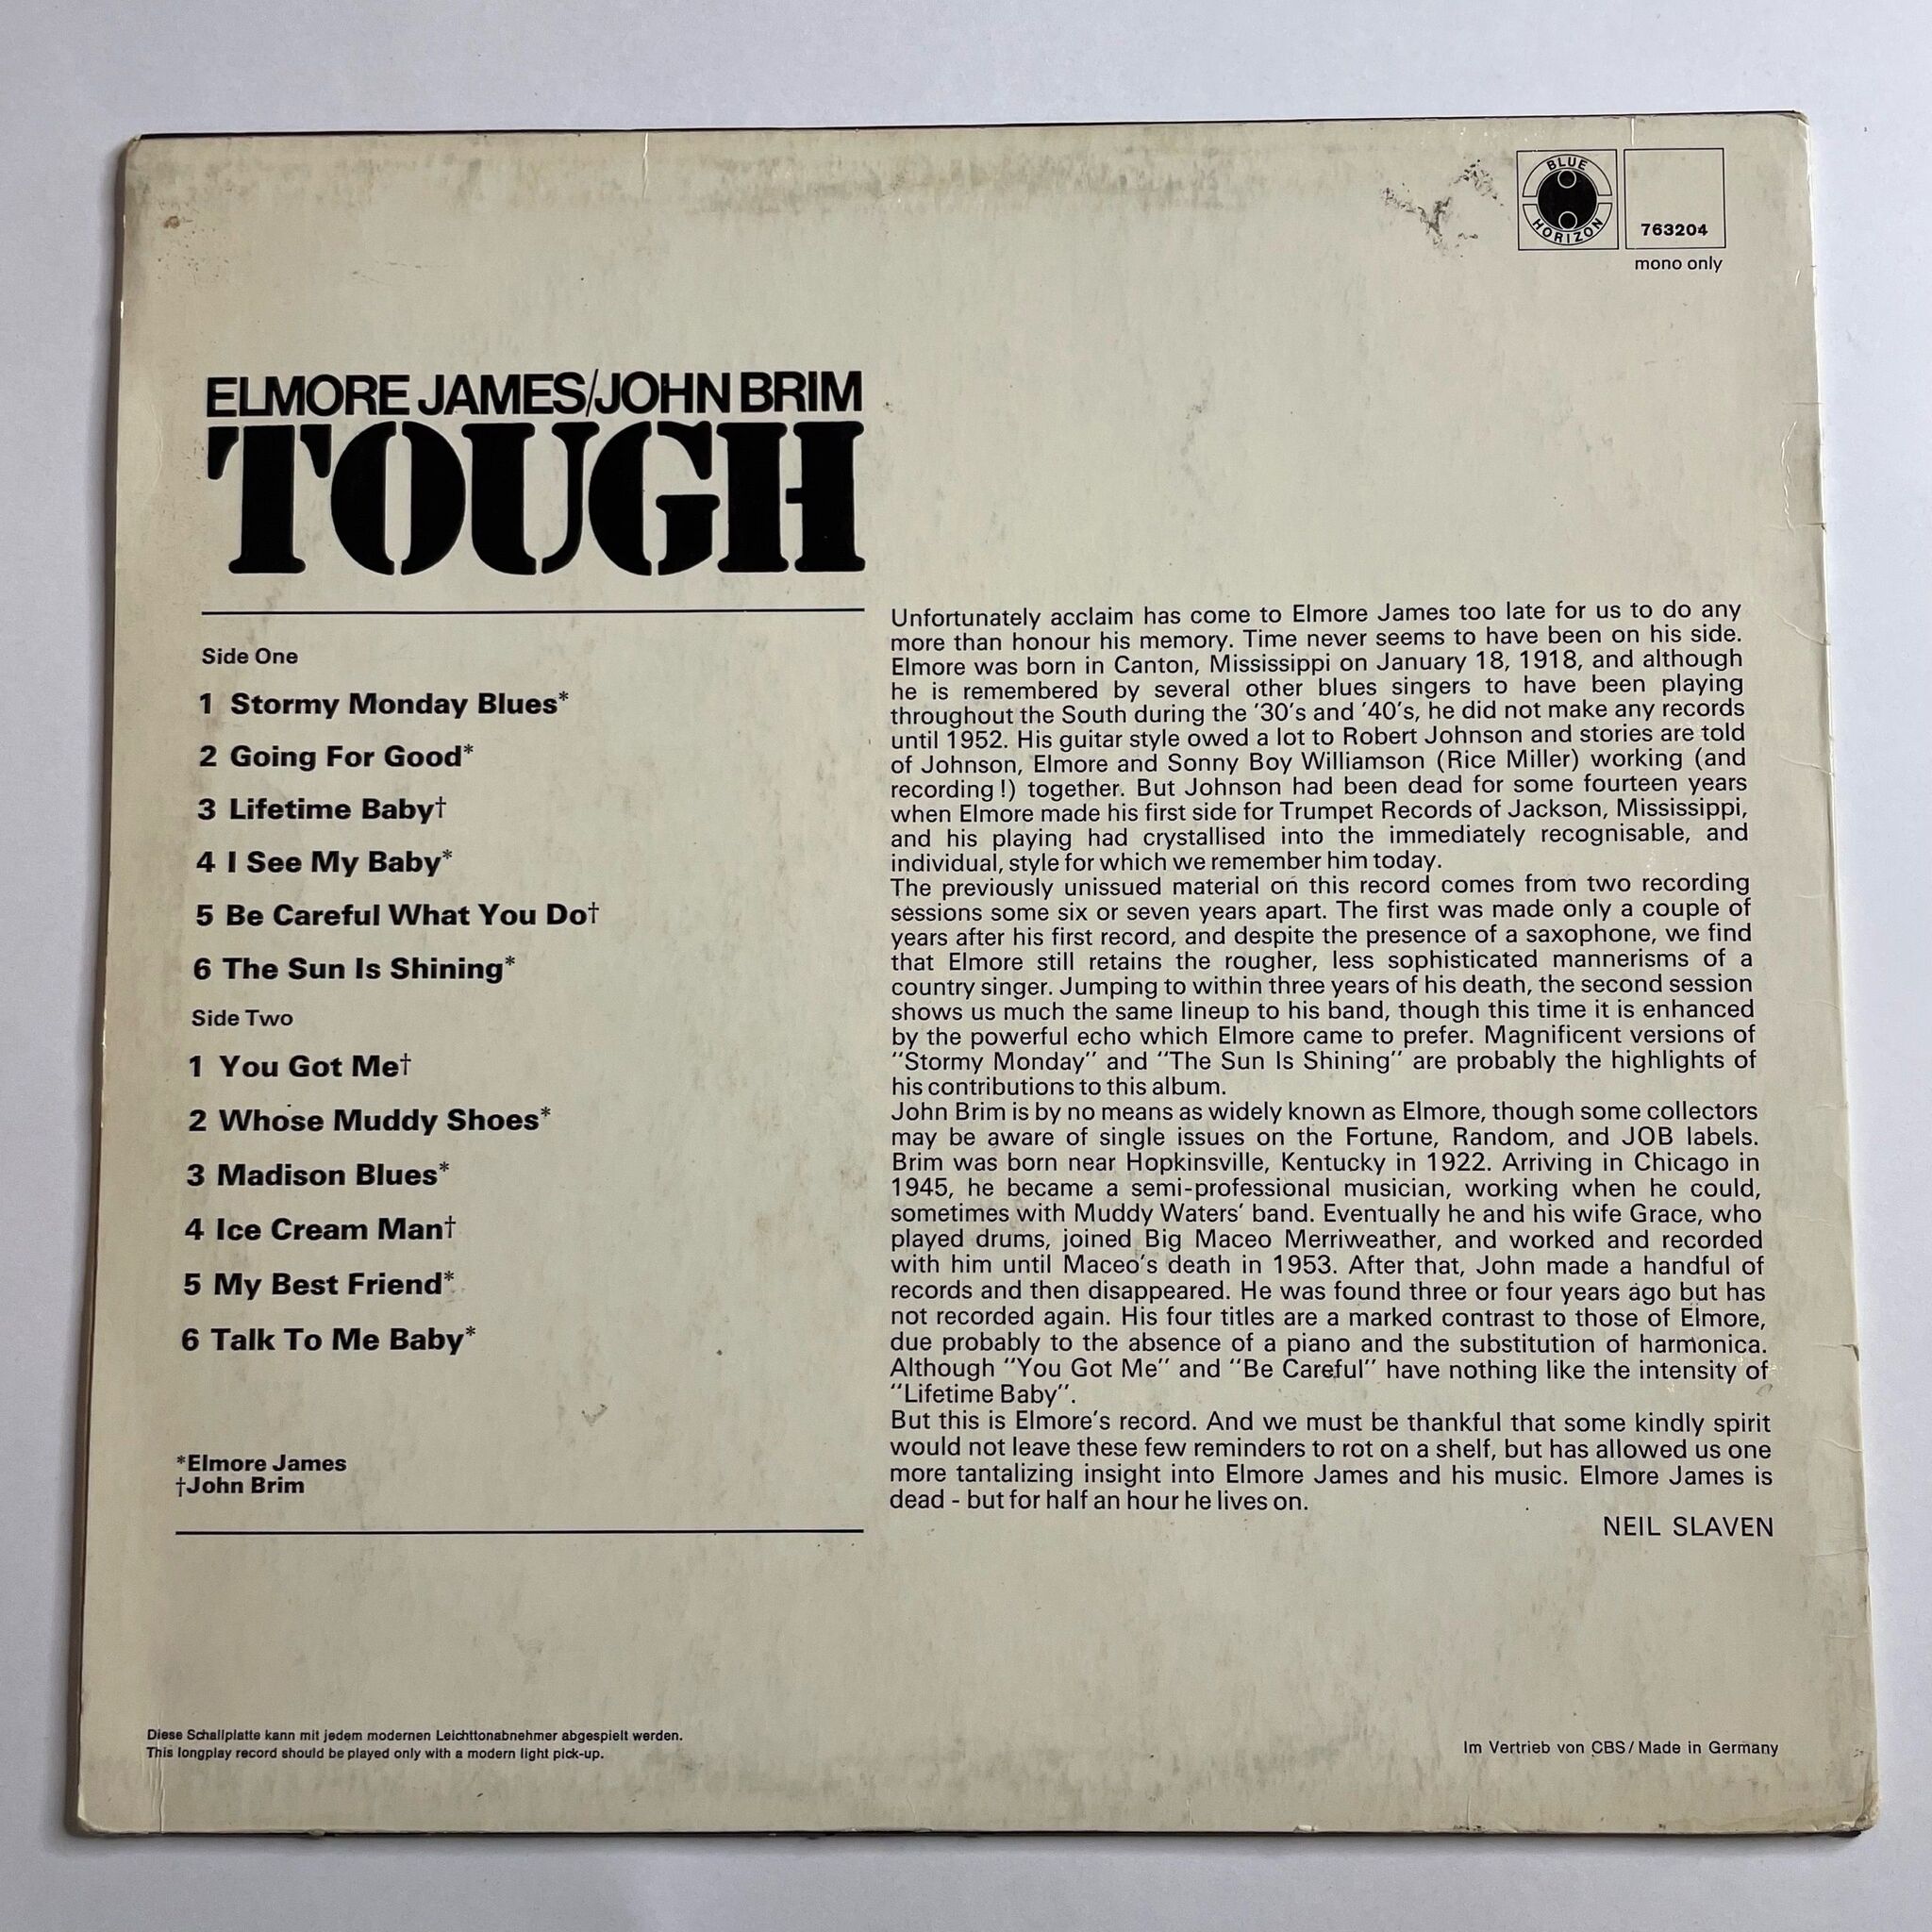 BLUE
HORIZON
763204
mono only
ELMORE JAMES/JOHN BRIM
TOUGH
Side One
1 Stormy Monday Blues*
2 Going For Good*
3 Lifetime Baby†
4 I See My Baby*
5 Be Careful What You Do†
6 The Sun Is Shining*
Side Two
1 You Got Me†
2 Whose Muddy Shoes*
3 Madison Blues*
4 Ice Cream Man†
5 My Best Friend*
6 Talk To Me Baby*
*Elmore James
†John Brim
Unfortunately acclaim has come to Elmore James too late for us to do any
more than honour his memory. Time never seems to have been on his side.
Elmore was born in Canton, Mississippi on January 18, 1918, and although
he is remembered by several other blues singers to have been playing
throughout the South during the '30's and '40's, he did not make any records
until 1952. His guitar style owed a lot to Robert Johnson and stories are told
of Johnson, Elmore and Sonny Boy Williamson (Rice Miller) working (and
recording!) together. But Johnson had been dead for some fourteen years
when Elmore made his first side for Trumpet Records of Jackson, Mississippi,
and his playing had crystallised into the immediately recognisable, and
individual, style for which we remember him today.
The previously unissued material on this record comes from two recording
sessions some six or seven years apart. The first was made only a couple of
years after his first record, and despite the presence of a saxophone, we find
that Elmore still retains the rougher, less sophisticated mannerisms of a
country singer. Jumping to within three years of his death, the second session
shows us much the same lineup to his band, though this time it is enhanced
by the powerful echo which Elmore came to prefer. Magnificent versions of
"Stormy Monday" and "The Sun Is Shining" are probably the highlights of
his contributions to this album.
John Brim is by no means as widely known as Elmore, though some collectors
may be aware of single issues on the Fortune, Random, and JOB labels.
Brim was born near Hopkinsville, Kentucky in 1922. Arriving in Chicago in
1945, he became a semi-professional musician, working when he could,
sometimes with Muddy Waters' band. Eventually he and his wife Grace, who
played drums, joined Big Maceo Merriweather, and worked and recorded
with him until Maceo's death in 1953. After that, John made a handful of
records and then disappeared. He was found three or four years ago but has
not recorded again. His four titles are a marked contrast to those of Elmore,
due probably to the absence of a piano and the substitution of harmonica.
Although "You Got Me" and "Be Careful" have nothing like the intensity of
"Lifetime Baby".
But this is Elmore's record. And we must be thankful that some kindly spirit
would not leave these few reminders to rot on a shelf, but has allowed us one
more tantalizing insight into Elmore James and his music. Elmore James is
dead - but for half an hour he lives on.
NEIL SLAVEN
Diese Schallplatte kann mit jedem modernen Leichttonabnehmer abgespielt werden.
This longplay record should be played only with a modern light pick-up.
Im Vertrieb von CBS/Made in Germany